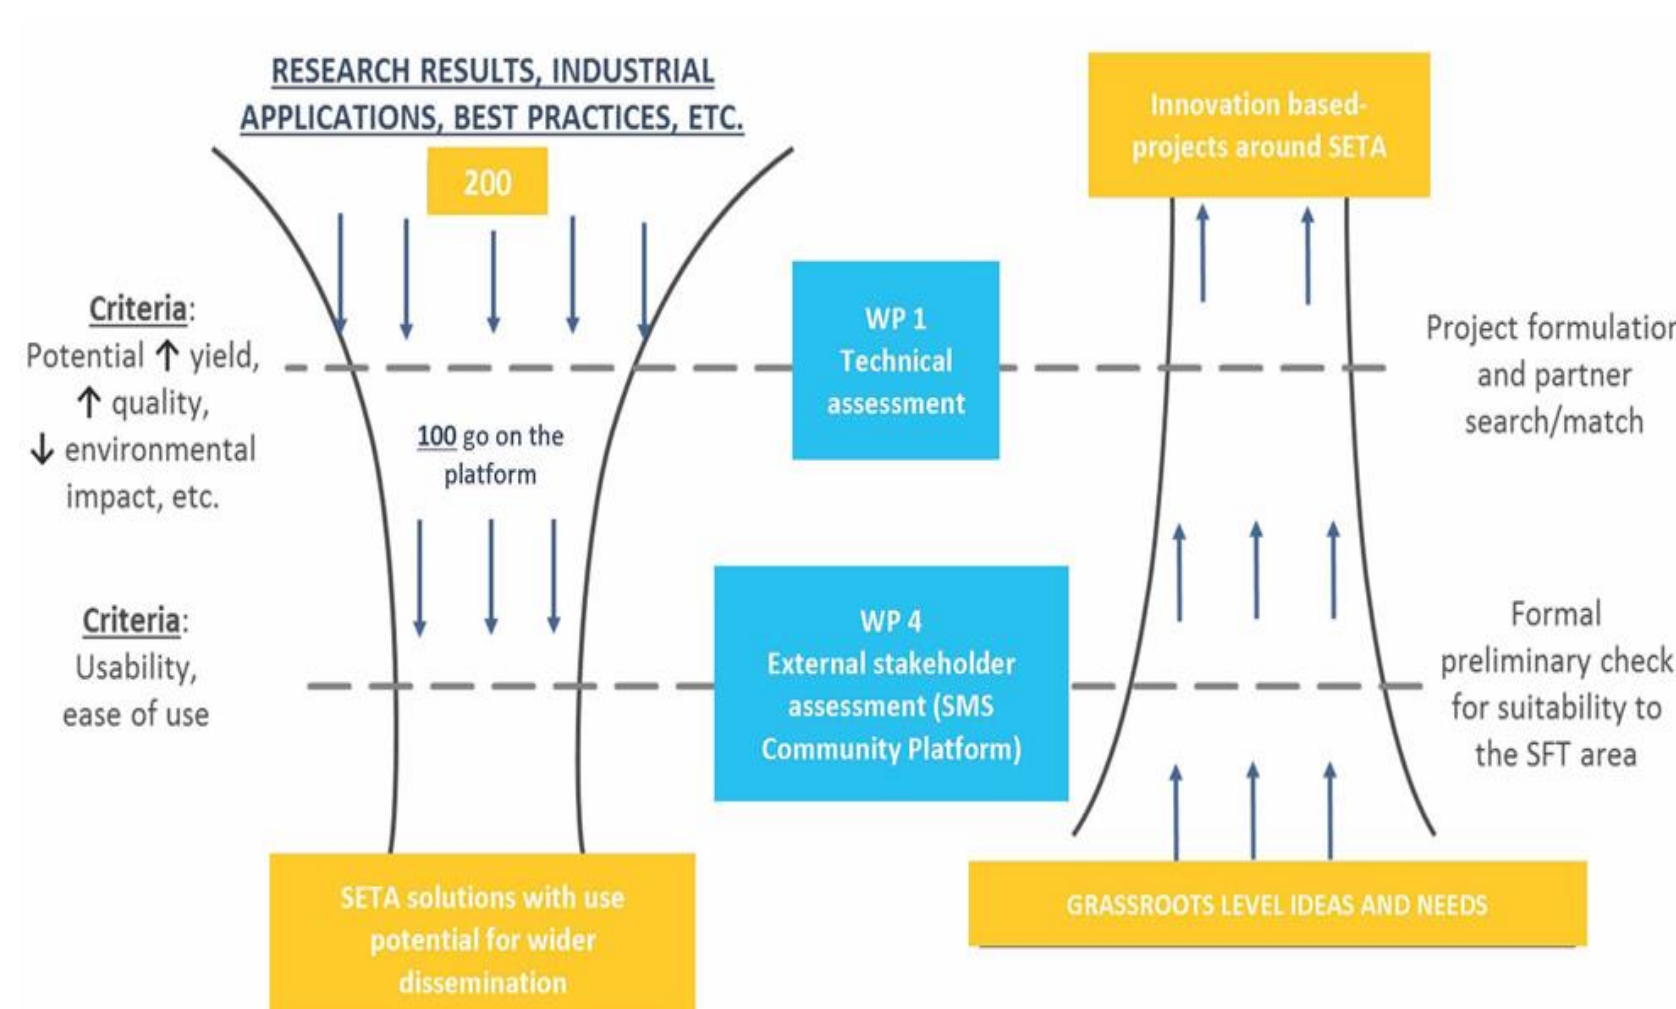 RESEARCH RESULTS, INDUSTRIAL
APPLICATIONS, BEST PRACTICES, ETC.
200
Criteria:
Potential ↑ yield,
↑ quality,
↓ environmental
impact, etc.
100 go on the
platform
Criteria:
Usability,
ease of use
SETA solutions with use
potential for wider
dissemination
WP 1
Technical
assessment
WP 4
External stakeholder
assessment (SMS
Community Platform)
Innovation based-
projects around SETA
Project formulation
and partner
search/match
Formal
preliminary check
for suitability to
the SFT area
GRASSROOTS LEVEL IDEAS AND NEEDS